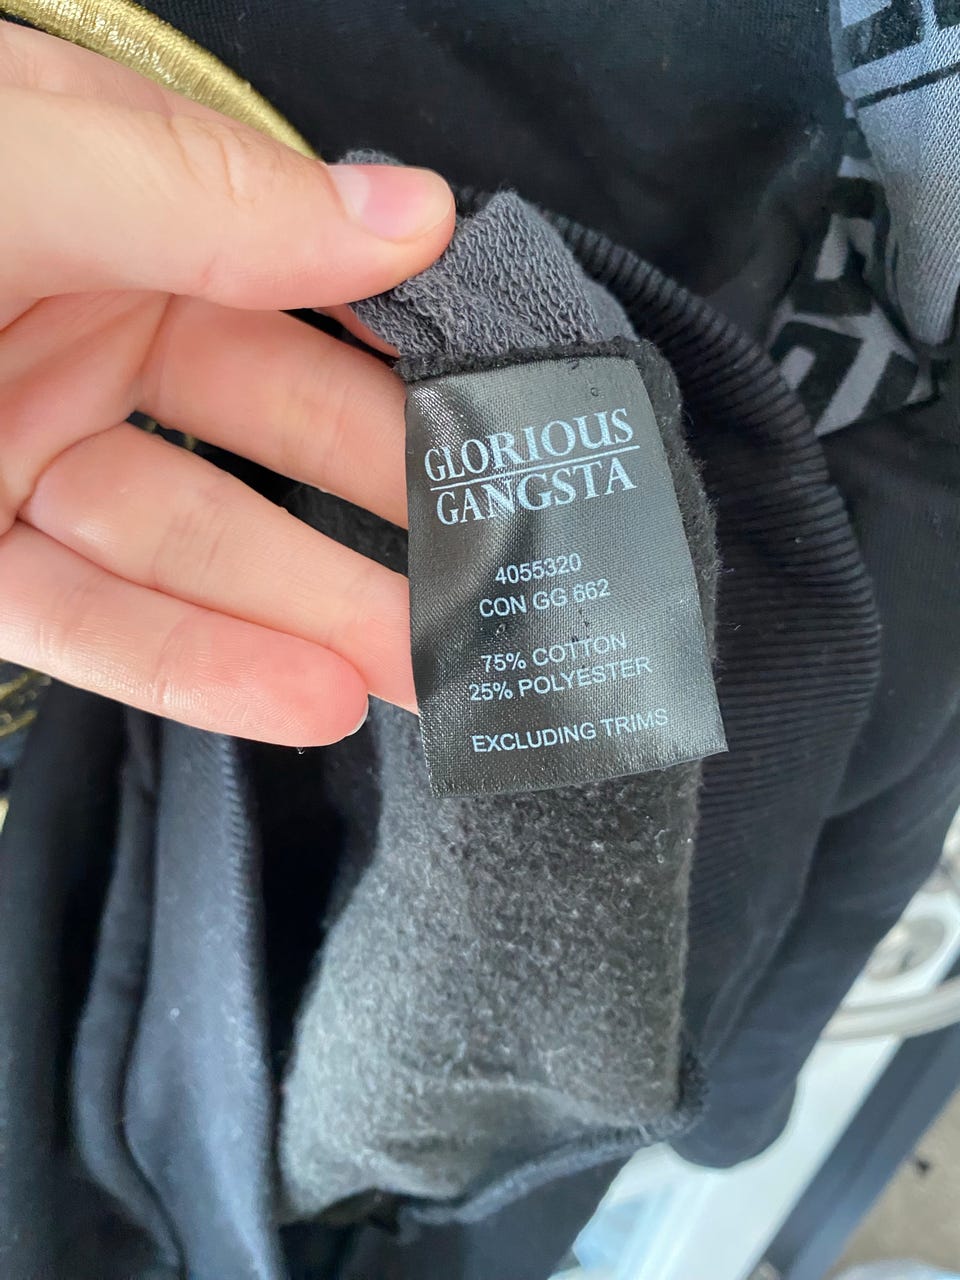 GLORIOUS
GANGSTA
4055320
CON GG 662
75% COTTON
25% POLYESTER
EXCLUDING TRIMS